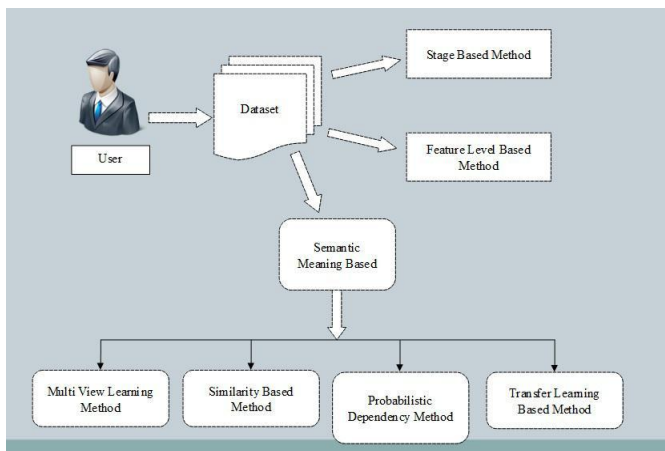 Stage Based Method
Dataset
User
Feature Level Based
Method
Semantic
Meaning Based
Multi View Learning
Method
Similarity Based
Method
Probabilistic
Dependency Method
Transfer Learning
Based Method